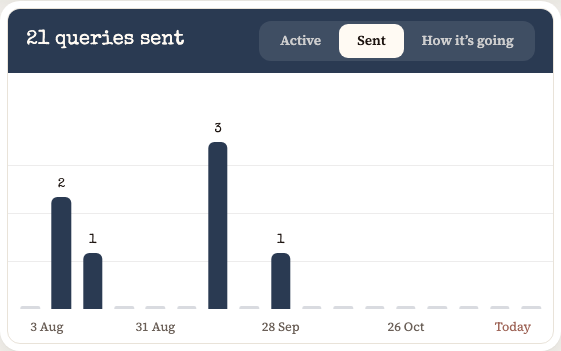 21 queries sent
Active Sent How it's going
3
2
1 1
3 Aug 31 Aug 28 Sep 26 Oct Today